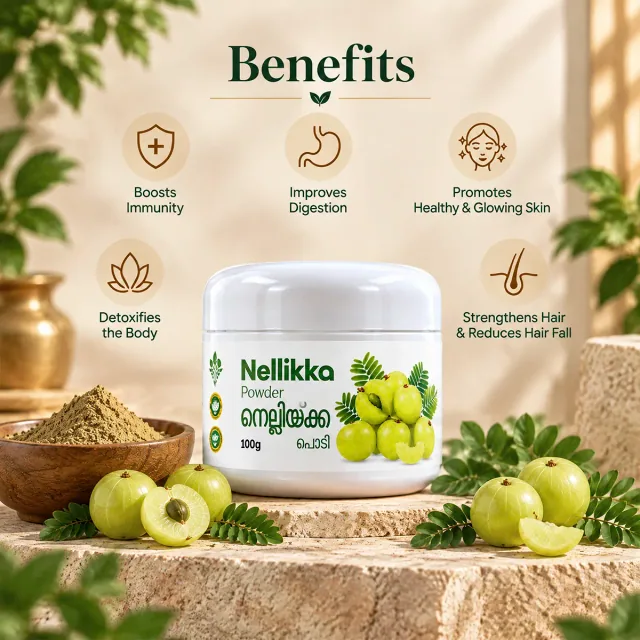 Benefits
Boosts
Immunity
Improves
Digestion
Promotes
Healthy & Glowing Skin
Detoxifies
the Body
Strengthens Hair
& Reduces Hair Fall
Nellikka
Powder
നെല്ലിയ്ക്ക
100g
പൊടി